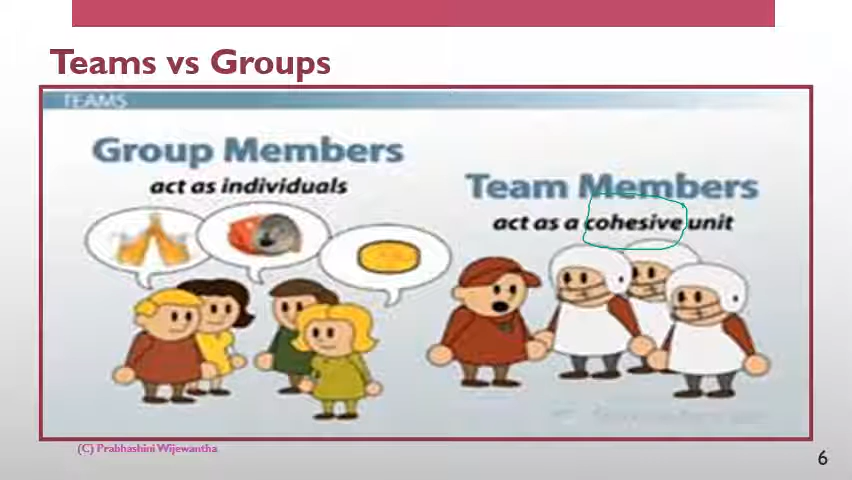 Teams vs Groups
TEAMS
Group Members
act as individuals
Team Members
act as a cohesive unit
(C) Prabhashini Wijewantha
6